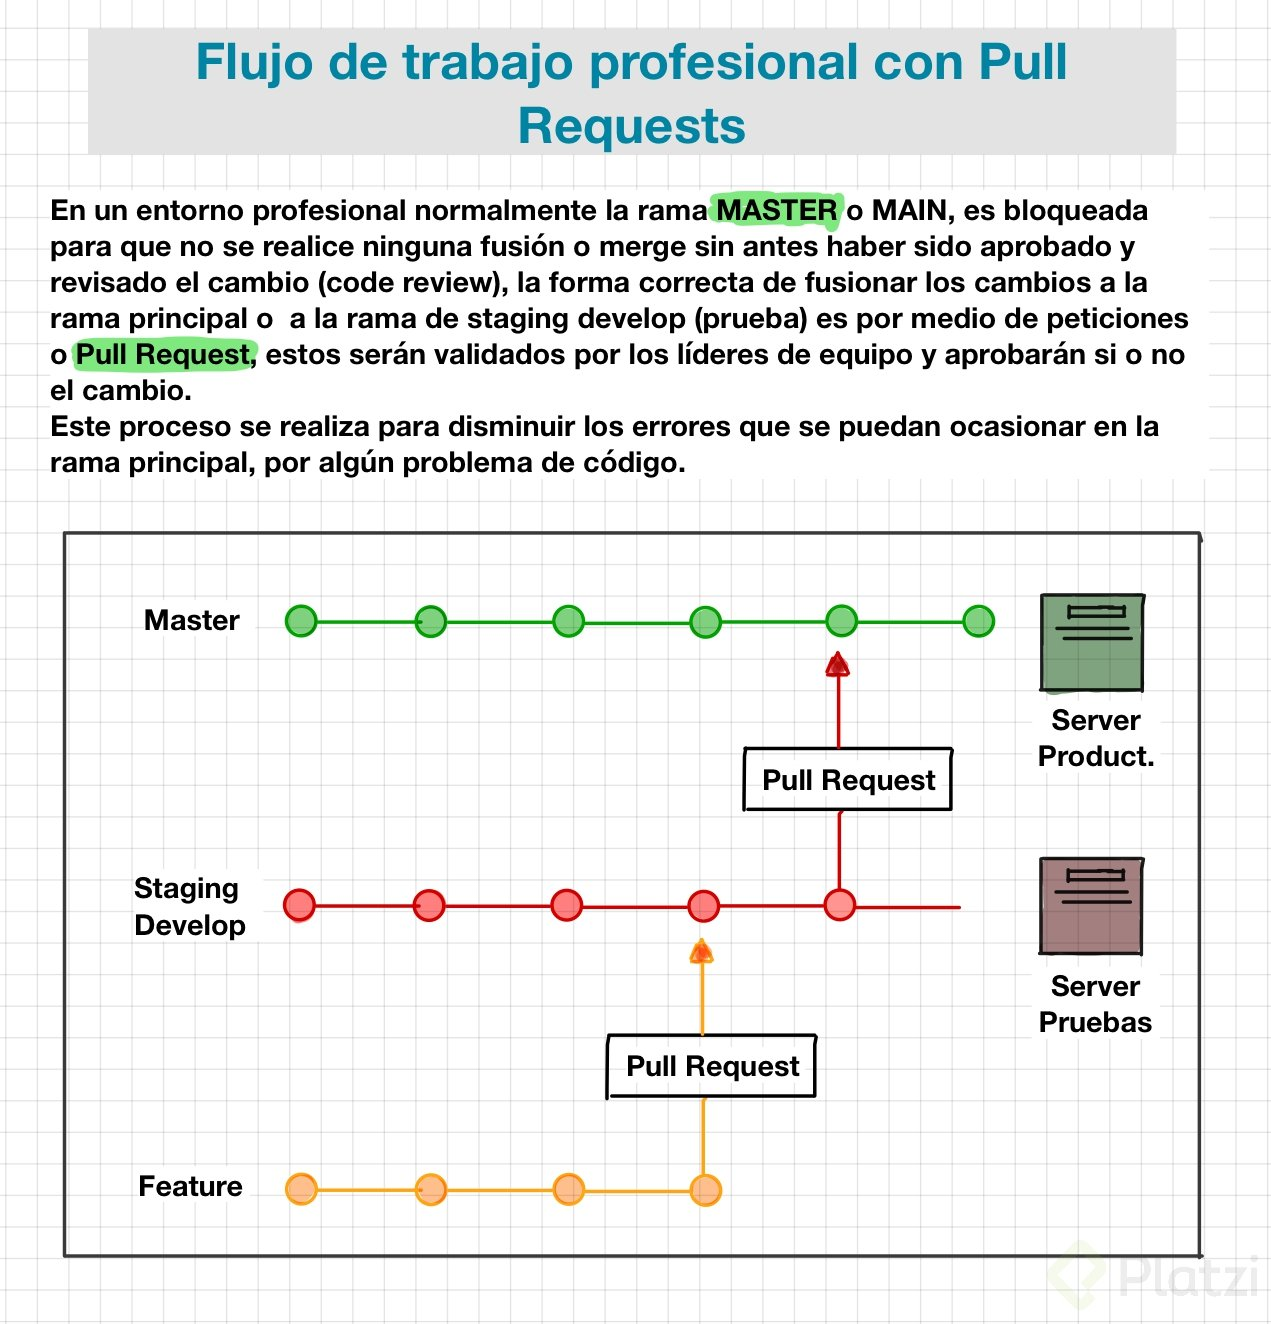 Flujo de trabajo profesional con Pull
Requests
En un entorno profesional normalmente la rama MASTER o MAIN, es bloqueada
para que no se realice ninguna fusión o merge sin antes haber sido aprobado y
revisado el cambio (code review), la forma correcta de fusionar los cambios a la
rama principal o  a la rama de staging develop (prueba) es por medio de peticiones
o Pull Request, estos serán validados por los líderes de equipo y aprobarán si o no
el cambio.
Este proceso se realiza para disminuir los errores que se puedan ocasionar en la
rama principal, por algún problema de código.
Master
Server
Product.
Pull Request
Staging
Develop
Server
Pruebas
Pull Request
Feature
Platzi